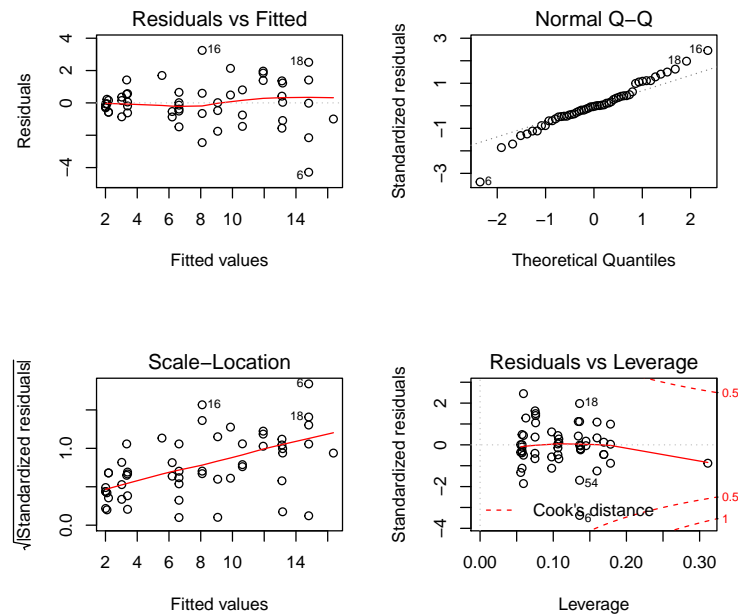 Residuals vs Fitted
Residuals
4
2
0
−4
16
18
6
2 4 6 8 10 14
Fitted values
Normal Q−Q
Standardized residuals
3
1
−1
−3
16
18
6
−2 −1 0 1 2
Theoretical Quantiles
Scale−Location
√|Standardized residuals|
1.0
0.0
6
16
18
2 4 6 8 10 14
Fitted values
Residuals vs Leverage
Standardized residuals
2
0
−2
−4
18
54
6
0.5
0.5
1
Cook's distance
0.00 0.10 0.20 0.30
Leverage